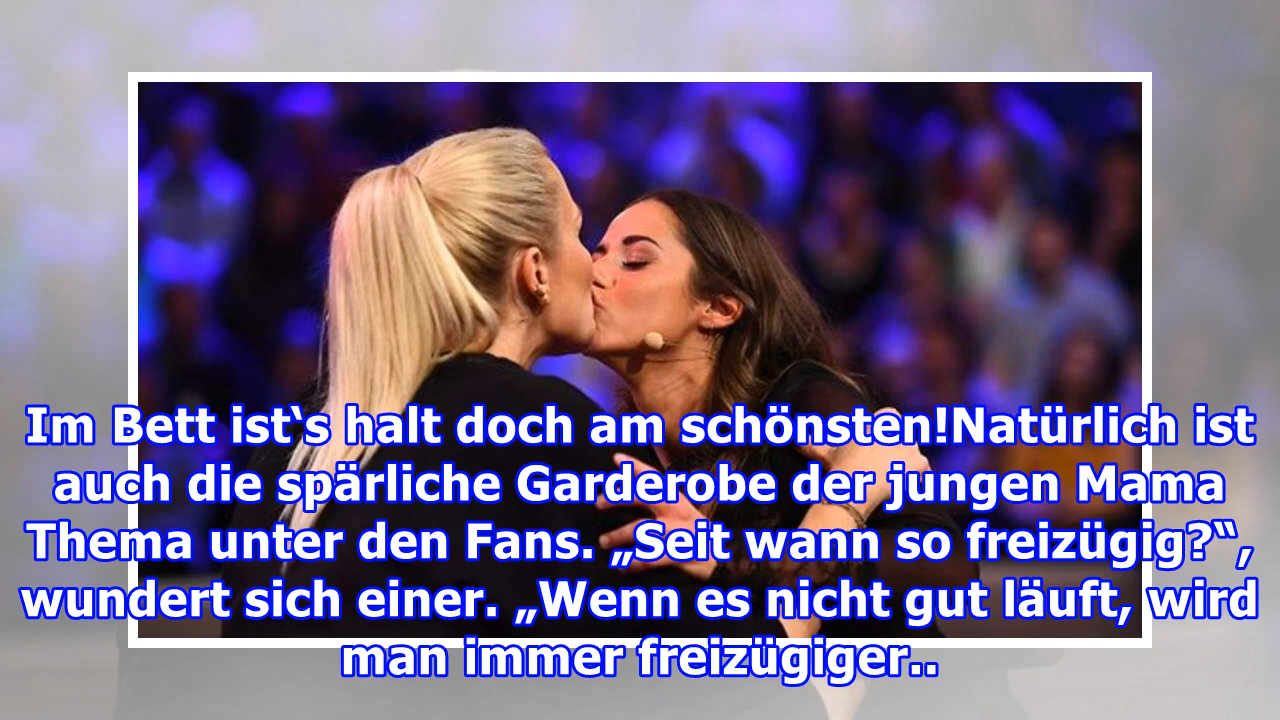 Im Bett ist‛s halt doch am schönsten!Natürlich ist
auch die spärliche Garderobe der jungen Mama
Thema unter den Fans. „Seit wann so freizügig?“,
wundert sich einer. „Wenn es nicht gut läuft, wird
man immer freizügiger..